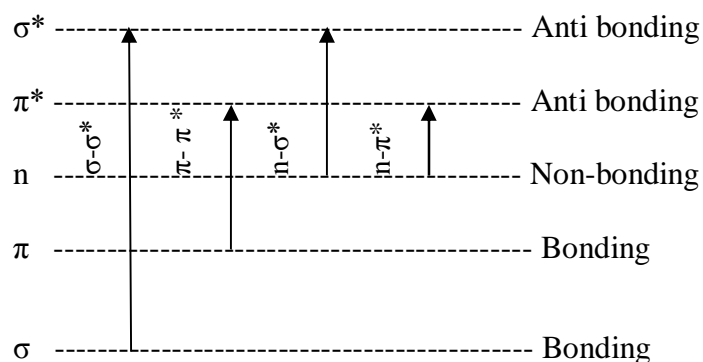 σ* Anti bonding
π* Anti bonding
σ-σ*
π- π*
n-σ*
n-π*
n Non-bonding
π Bonding
σ Bonding